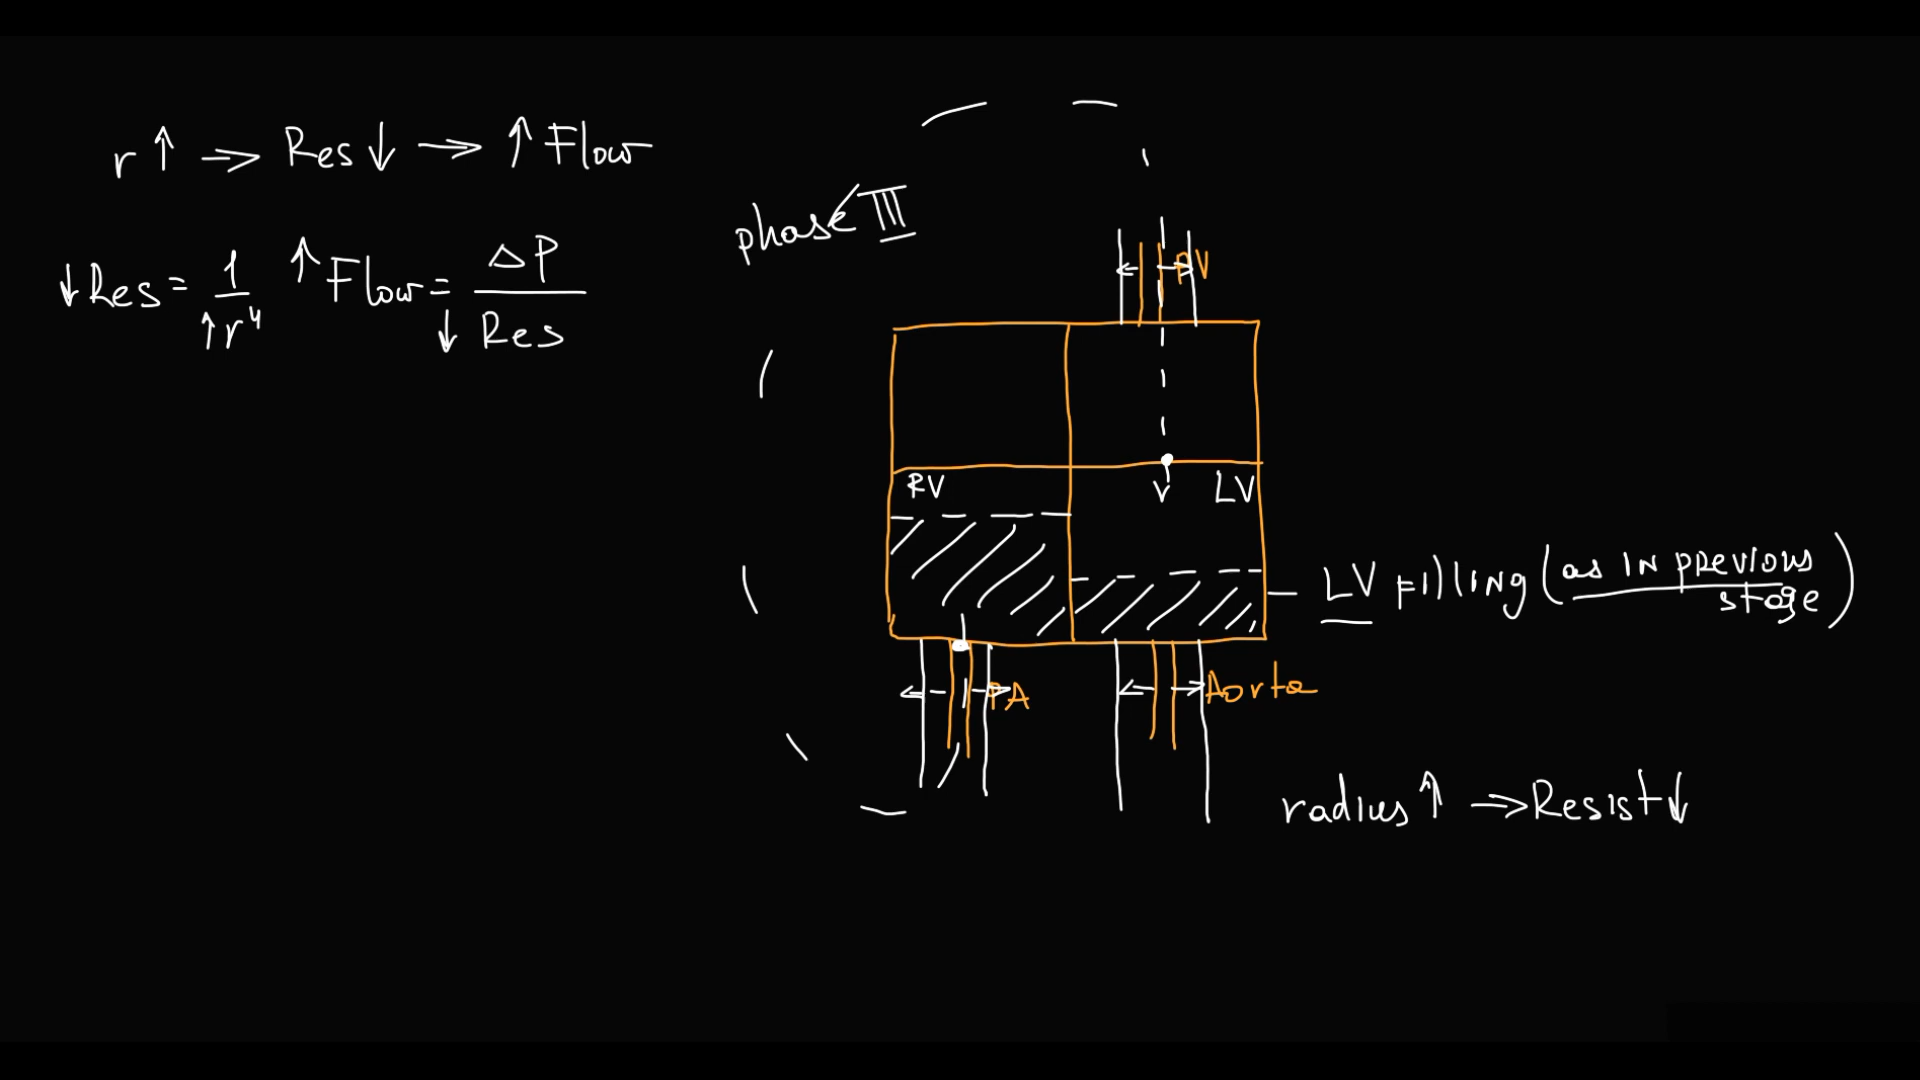 r↑ → Res↓ → ↑Flow
↓Res = 1/↑r⁴ ↑Flow = ΔP/↓Res
phase III
PV
RV
V LV
LV filling (as in previous
stage)
PA
Aorta
radius↑ ⇒ Resist↓